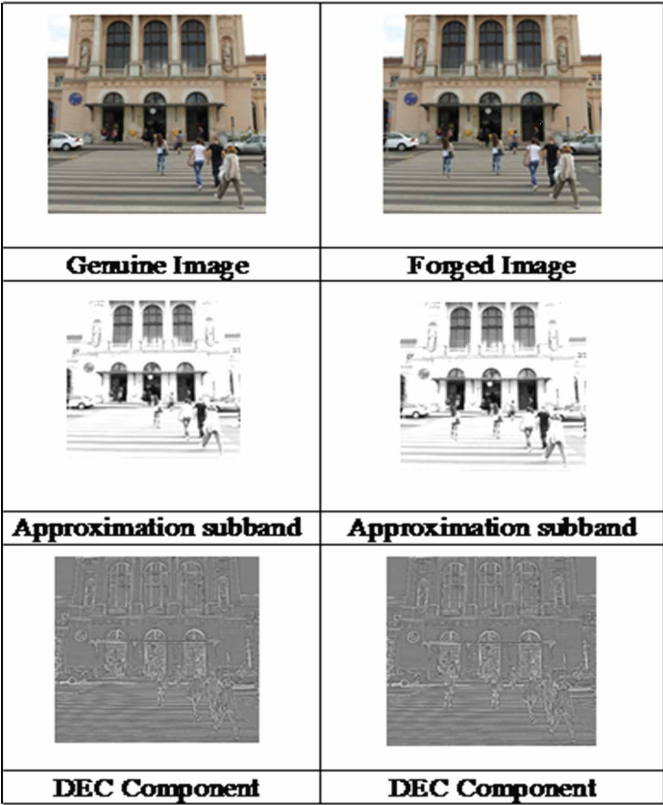 Genuine Image
Forged Image
Approximation subband
Approximation subband
DEC Component
DEC Component